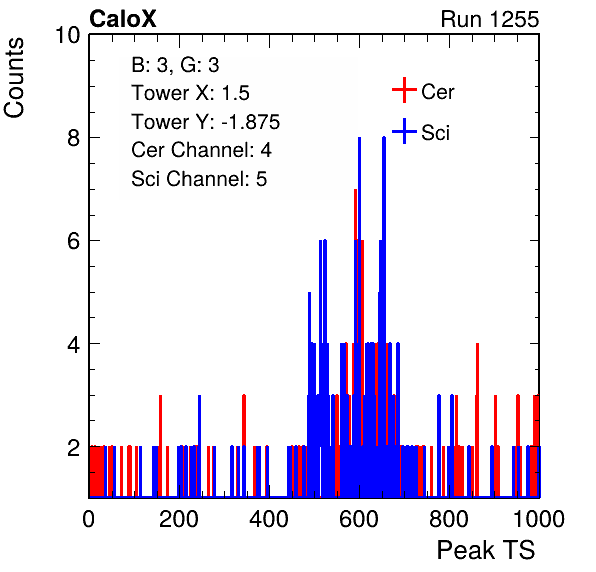 CaloX Run 1255
Counts
10
B: 3, G: 3
Tower X: 1.5
Tower Y: -1.875
Cer Channel: 4
Sci Channel: 5
Cer
Sci
8
6
4
2
0 200 400 600 800 1000
Peak TS